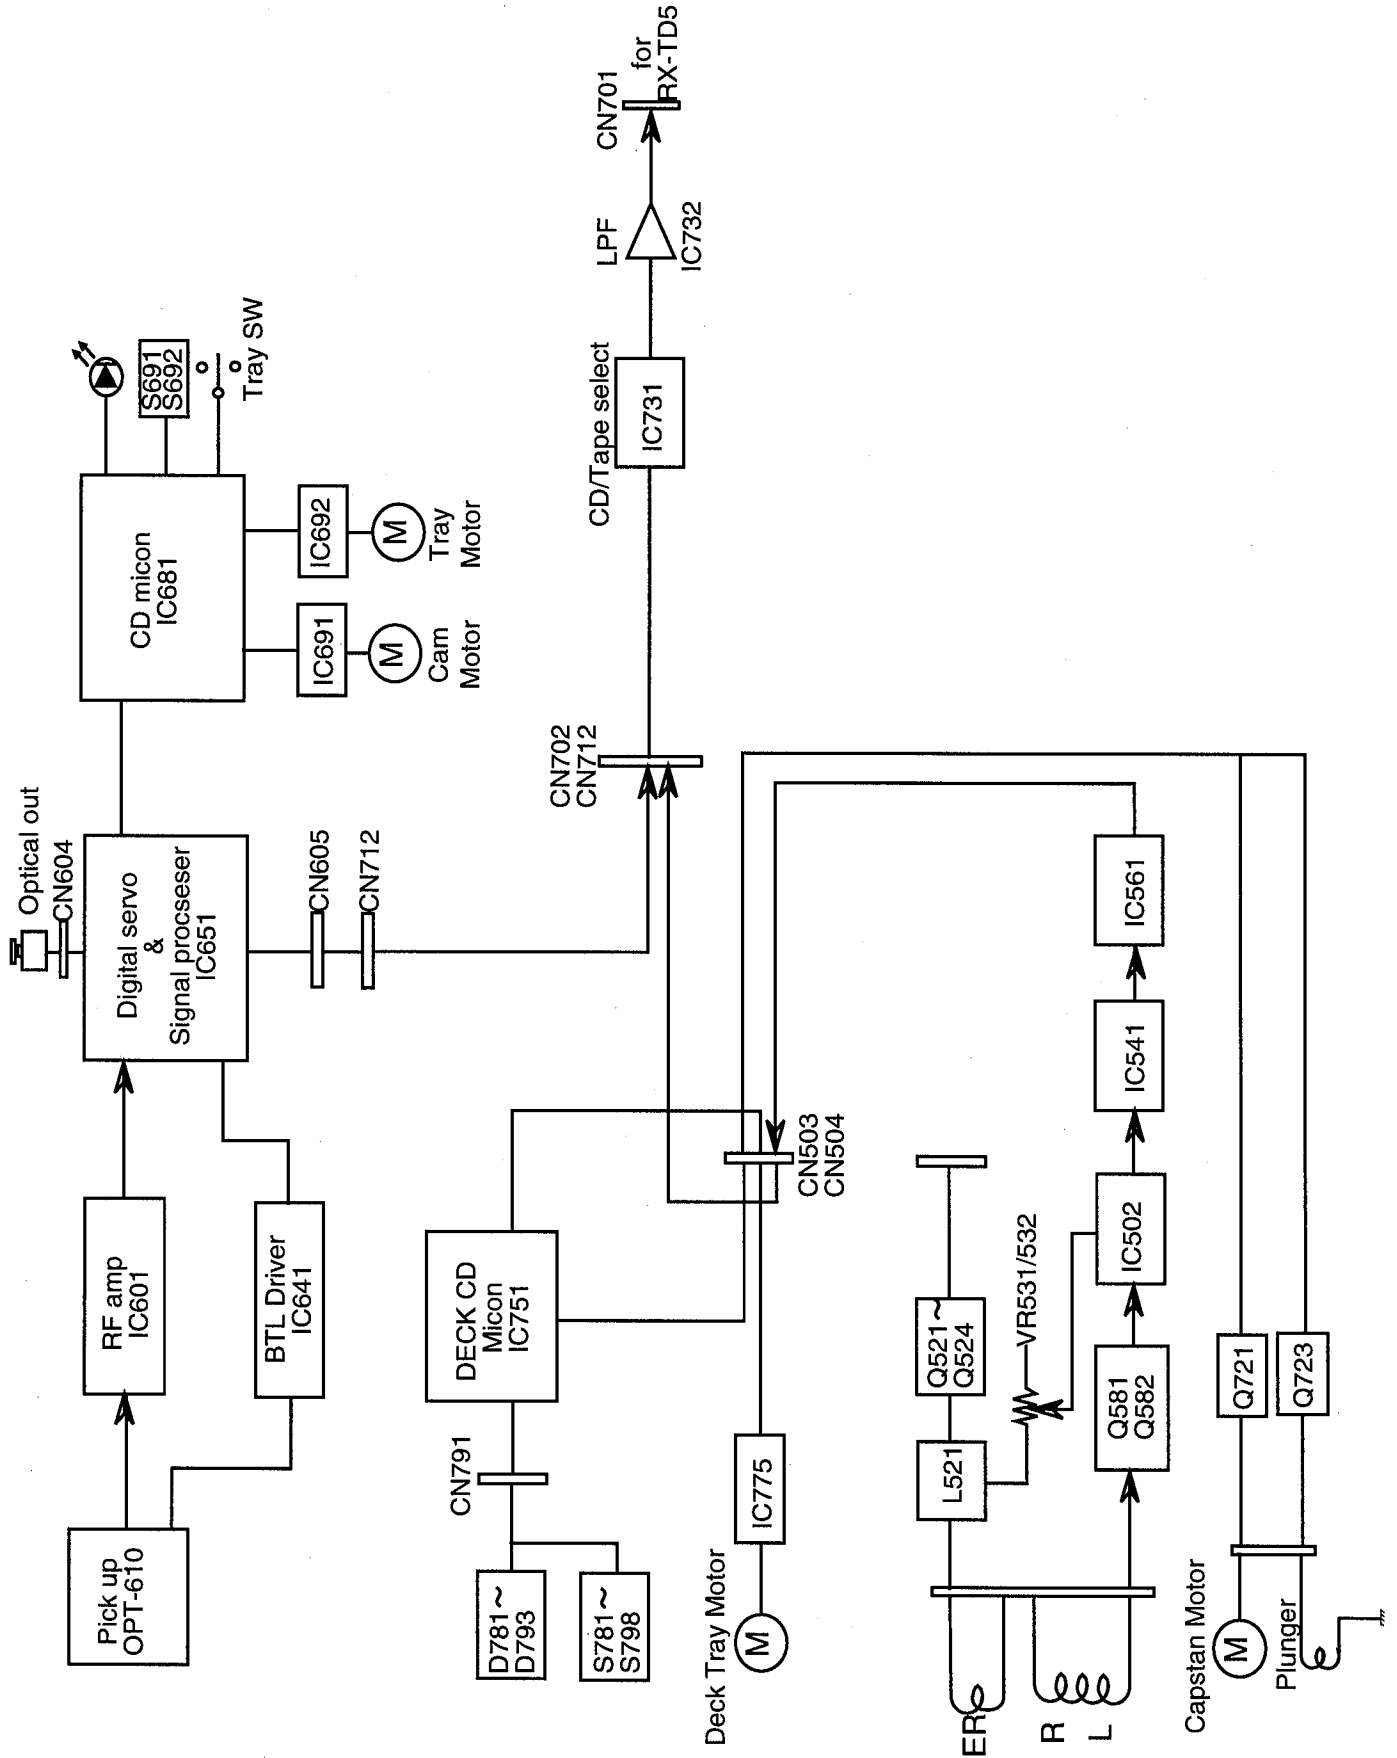 Pick up
OPT-610
RF amp
IC601
BTL Driver
IC641
Optical out
CN604
Digital servo
&
Signal procseser
IC651
CN605
CN712
CD micon
IC681
S691
S692
Tray SW
IC691
M
Cam
Motor
IC692
M
Tray
Motor
D781~
D793
S781~
S798
CN791
DECK CD
Micon
IC751
CN702
CN712
CD/Tape select
IC731
LPF
IC732
CN701
for
RX-TD5
Deck Tray Motor
M
IC775
CN503
CN504
ER
R
L
L521
Q521~
Q524
VR531/532
Q581
Q582
IC502
IC541
IC561
Capstan Motor
M
Plunger
Q721
Q723